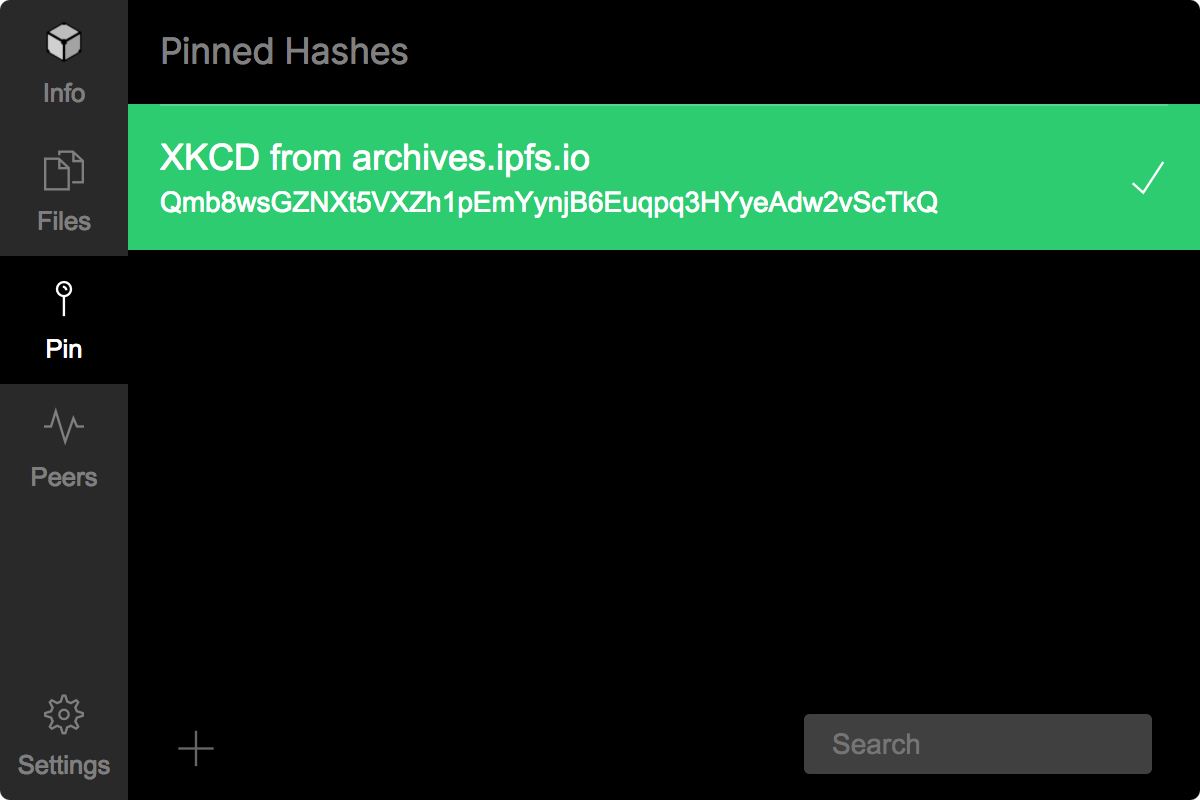 Info
Files
Pin
Peers
Settings
Pinned Hashes
XKCD from archives.ipfs.io
Qmb8wsGZNXt5VXZh1pEmYynjB6Euqpq3HYyeAdw2vScTkQ
Search